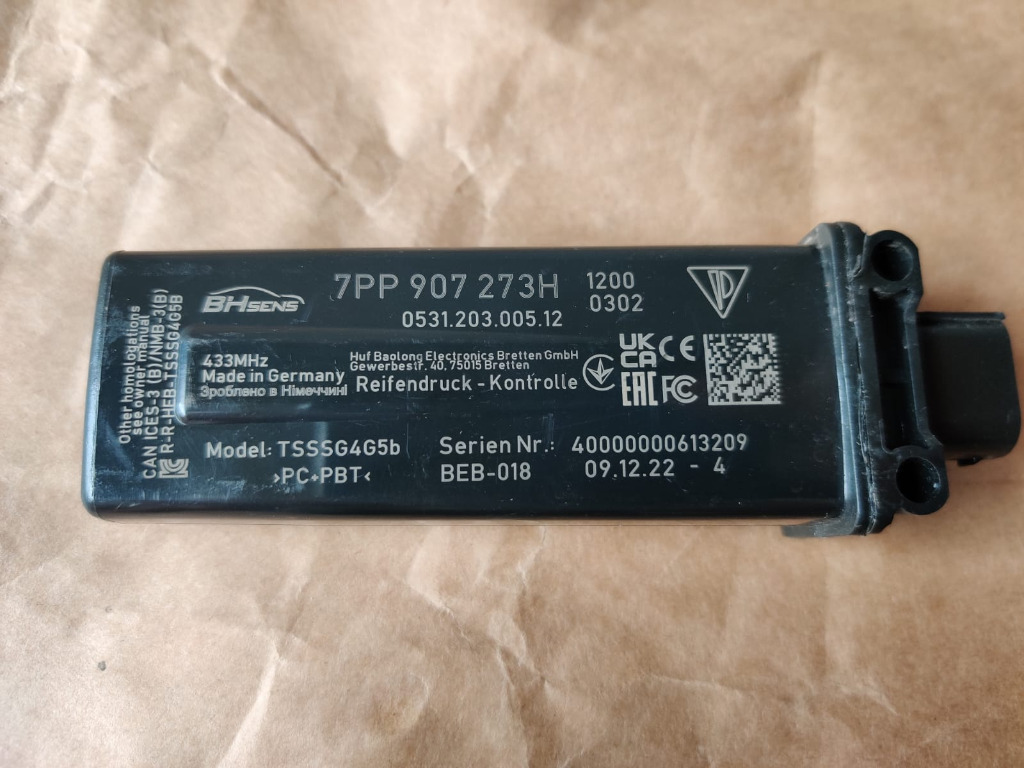 BHSENS
7PP 907 273H
1200
0302
0531.203.005.12
433MHz
Made in Germany
Зроблено в Німеччині
Huf Baolong Electronics Bretten GmbH
Gewerbestr. 40, 75015 Bretten
Reifendruck - Kontrolle
UK
CA
CE
EAC
FC
Model: TSSSG4G5b
>PC+PBT<
Serien Nr.: 40000000613209
BEB-018
09.12.22 - 4
Other homologations
see owner manual
CAN ICES-3 (B)/NMB-3(B)
R-R-HEB-TSSSG4G5B